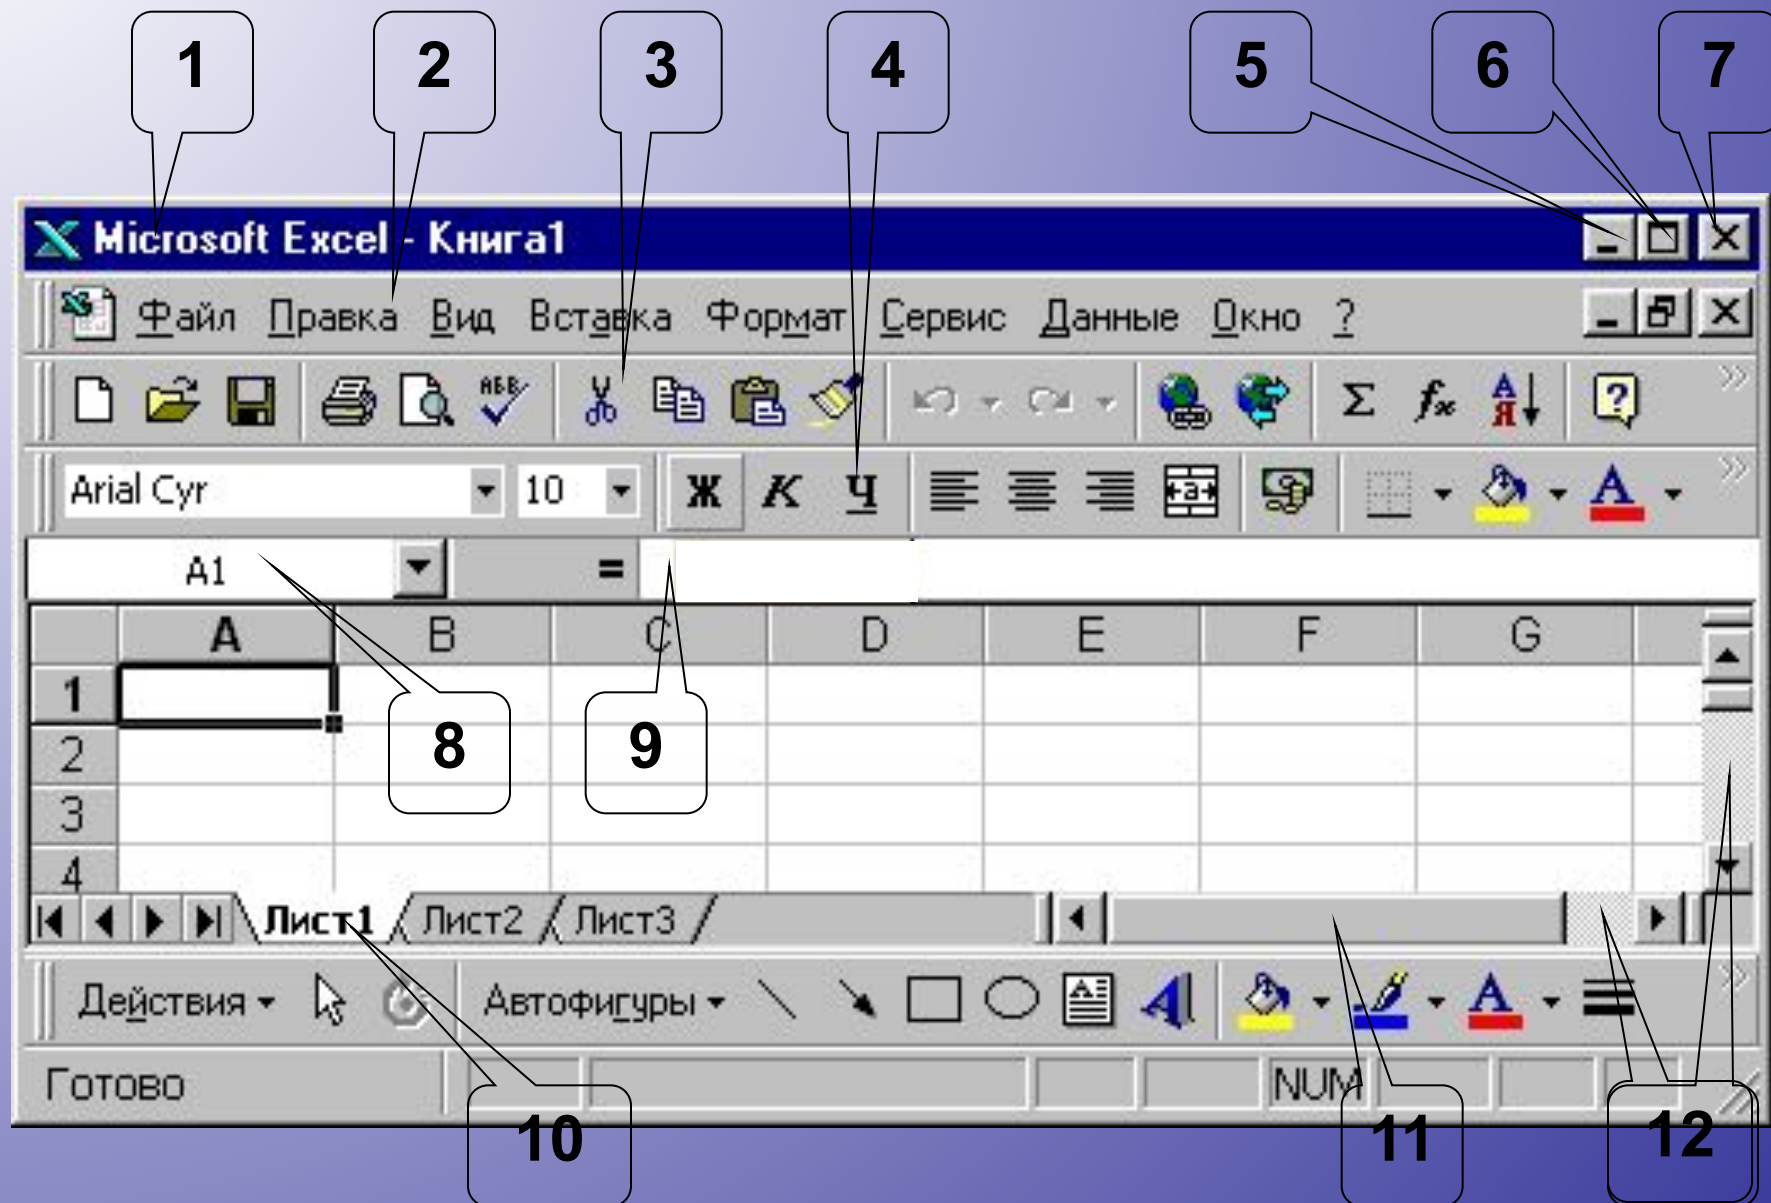 1 2 3 4 5 6 7
Microsoft Excel - Книга1
Файл Правка Вид Вставка Формат Сервис Данные Окно ?
АБВ Σ fx А Я ?
Arial Cyr 10 Ж К Ч a А
A1 =
A B C D E F G
1
2
8 9
3
4
Лист1 Лист2 Лист3
Действия Автофигуры A A A
Готово NUM
10 11 12